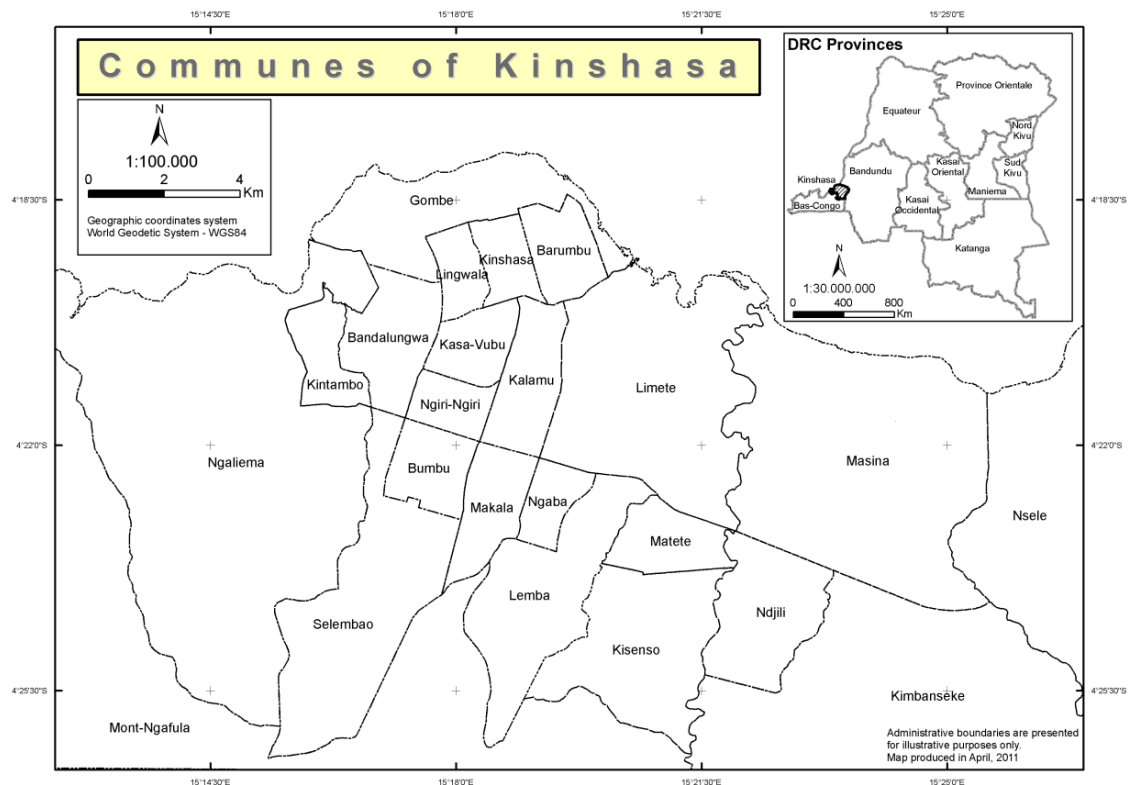 15°14'30"E
15°18'0"E
15°21'30"E
15°25'0"E
Communes of Kinshasa
N
1:100.000
0 2 4
Km
Geographic coordinates system
World Geodetic System - WGS84
DRC Provinces
Province Orientale
Equateur
Nord
Kivu
Sud
Kivu
Kasai
Oriental
Bandundu
Maniema
Kinshasa
Bas-Congo
Kasai
Occidental
Katanga
N
1:30.000.000
0 400 800
Km
4°18'30"S
4°18'30"S
Gombe
Barumbu
Kinshasa
Lingwala
Bandalungwa
Kasa-Vubu
Kintambo
Kalamu
Limete
Ngiri-Ngiri
4°22'0"S
4°22'0"S
Ngaliema
Bumbu
Masina
Makala
Ngaba
Nsele
Matete
Lemba
Ndjili
Selembao
Kisenso
4°25'30"S
4°25'30"S
Kimbanseke
Mont-Ngafula
Administrative boundaries are presented
for illustrative purposes only.
Map produced in April, 2011
15°14'30"E
15°18'0"E
15°21'30"E
15°25'0"E